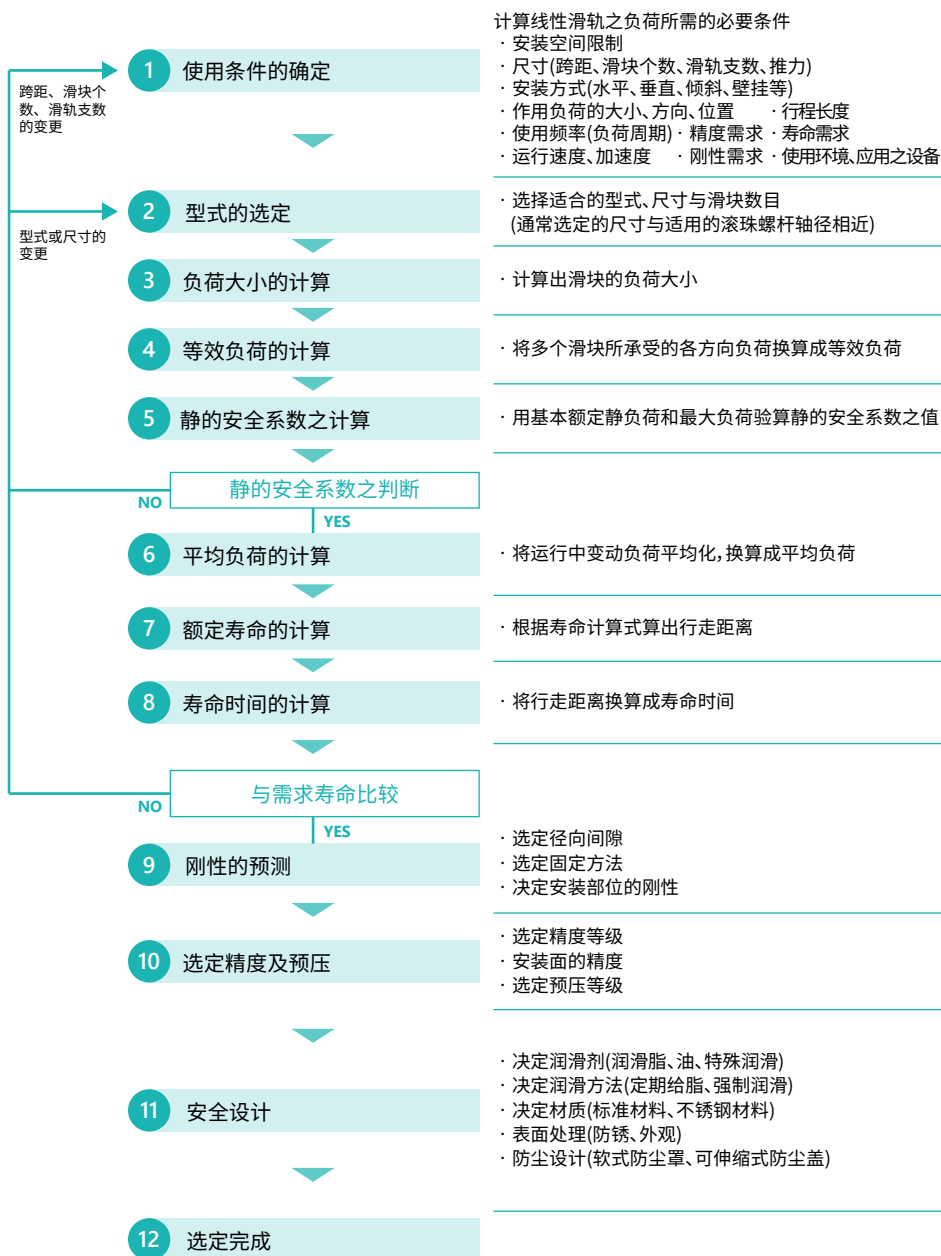 计算线性滑轨之负荷所需的必要条件
1 使用条件的确定
· 安装空间限制
· 尺寸(跨距、滑块个数、滑轨支数、推力)
· 安装方式(水平、垂直、倾斜、壁挂等)
· 作用负荷的大小、方向、位置 · 行程长度
· 使用频率(负荷周期) · 精度需求 · 寿命需求
· 运行速度、加速度 · 刚性需求 · 使用环境、应用之设备
跨距、滑块个
数、滑轨支数
的变更
2 型式的选定
· 选择适合的型式、尺寸与滑块数目
(通常选定的尺寸与适用的滚珠螺杆轴径相近)
型式或尺寸的
变更
3 负荷大小的计算
· 计算出滑块的负荷大小
4 等效负荷的计算
· 将多个滑块所承受的各方向负荷换算成等效负荷
5 静的安全系数之计算
· 用基本额定静负荷和最大负荷验算静的安全系数之值
静的安全系数之判断
NO
YES
6 平均负荷的计算
· 将运行中变动负荷平均化,换算成平均负荷
7 额定寿命的计算
· 根据寿命计算式算出行走距离
8 寿命时间的计算
· 将行走距离换算成寿命时间
与需求寿命比较
NO
YES
9 刚性的预测
· 选定径向间隙
· 选定固定方法
· 决定安装部位的刚性
10 选定精度及预压
· 选定精度等级
· 安装面的精度
· 选定预压等级
11 安全设计
· 决定润滑剂(润滑脂、油、特殊润滑)
· 决定润滑方法(定期给脂、强制润滑)
· 决定材质(标准材料、不锈钢材料)
· 表面处理(防锈、外观)
· 防尘设计(软式防尘罩、可伸缩式防尘盖)
12 选定完成